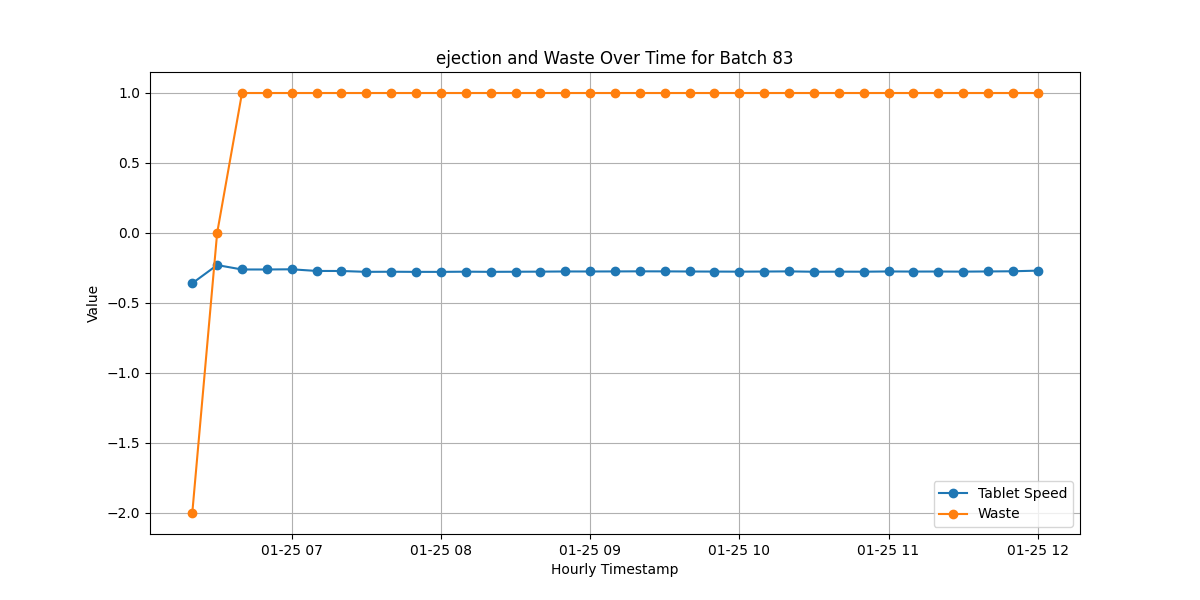 ejection and Waste Over Time for Batch 83
1.0
0.5
0.0
−0.5
−1.0
−1.5
−2.0
Value
Tablet Speed
Waste
01-25 07 01-25 08 01-25 09 01-25 10 01-25 11 01-25 12
Hourly Timestamp